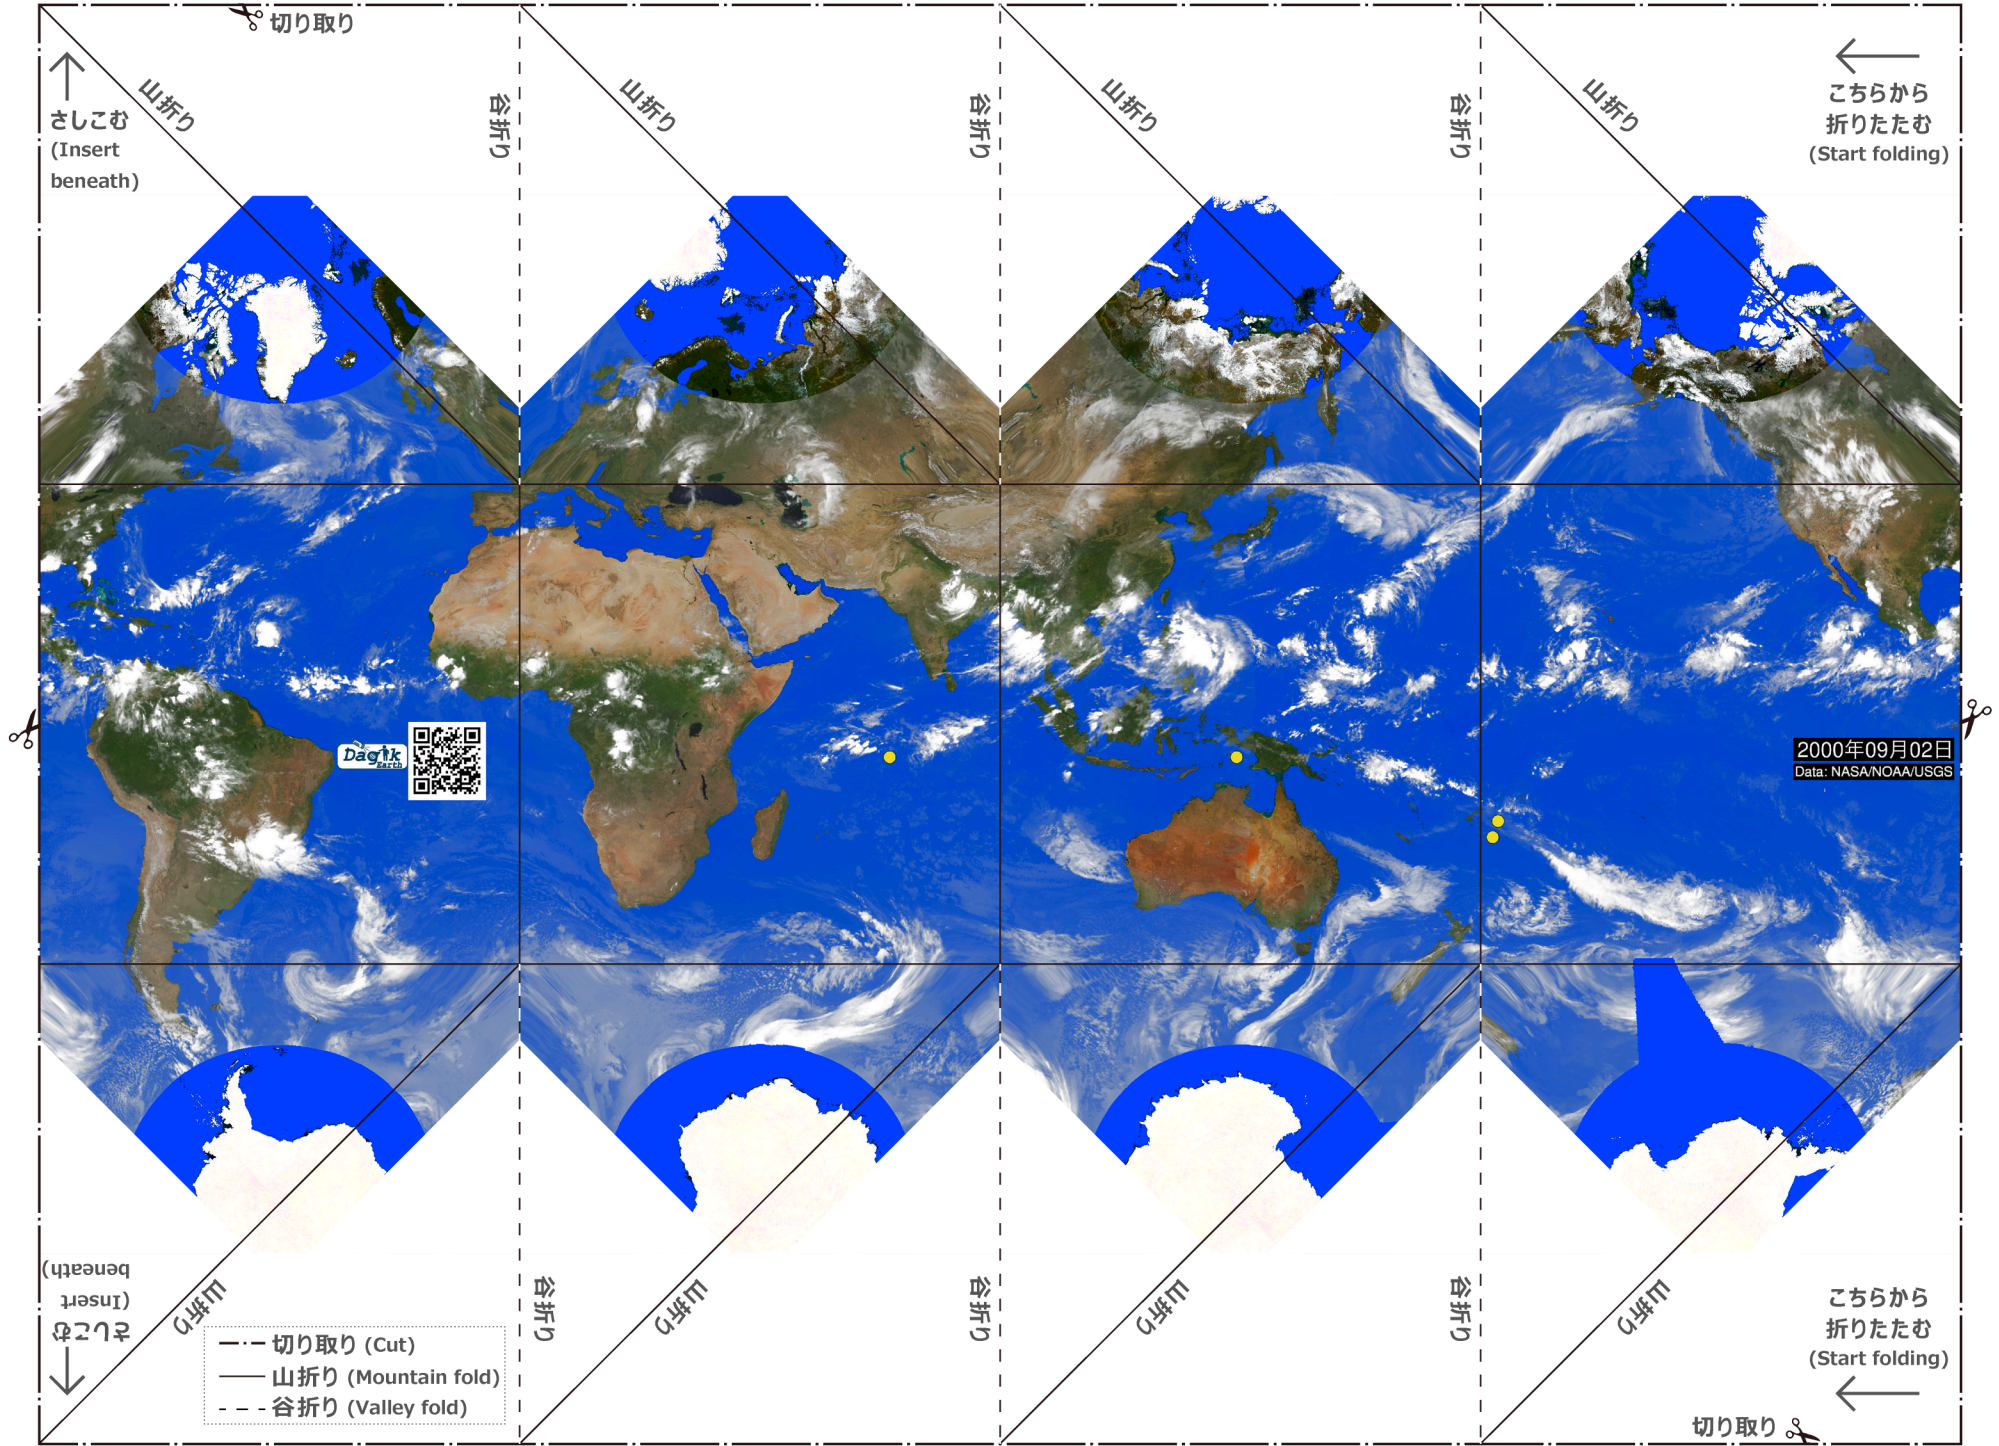 切り取り
さしこむ
(Insert
beneath)
山折り
谷折り
山折り
谷折り
山折り
谷折り
山折り
こちらから
折りたたむ
(Start folding)
Dagik
Earth
2000年09月02日
Data: NASA/NOAA/USGS
さしこむ
(Insert
beneath)
山折り
谷折り
山折り
谷折り
山折り
谷折り
山折り
こちらから
折りたたむ
(Start folding)
切り取り (Cut)
山折り (Mountain fold)
谷折り (Valley fold)
切り取り